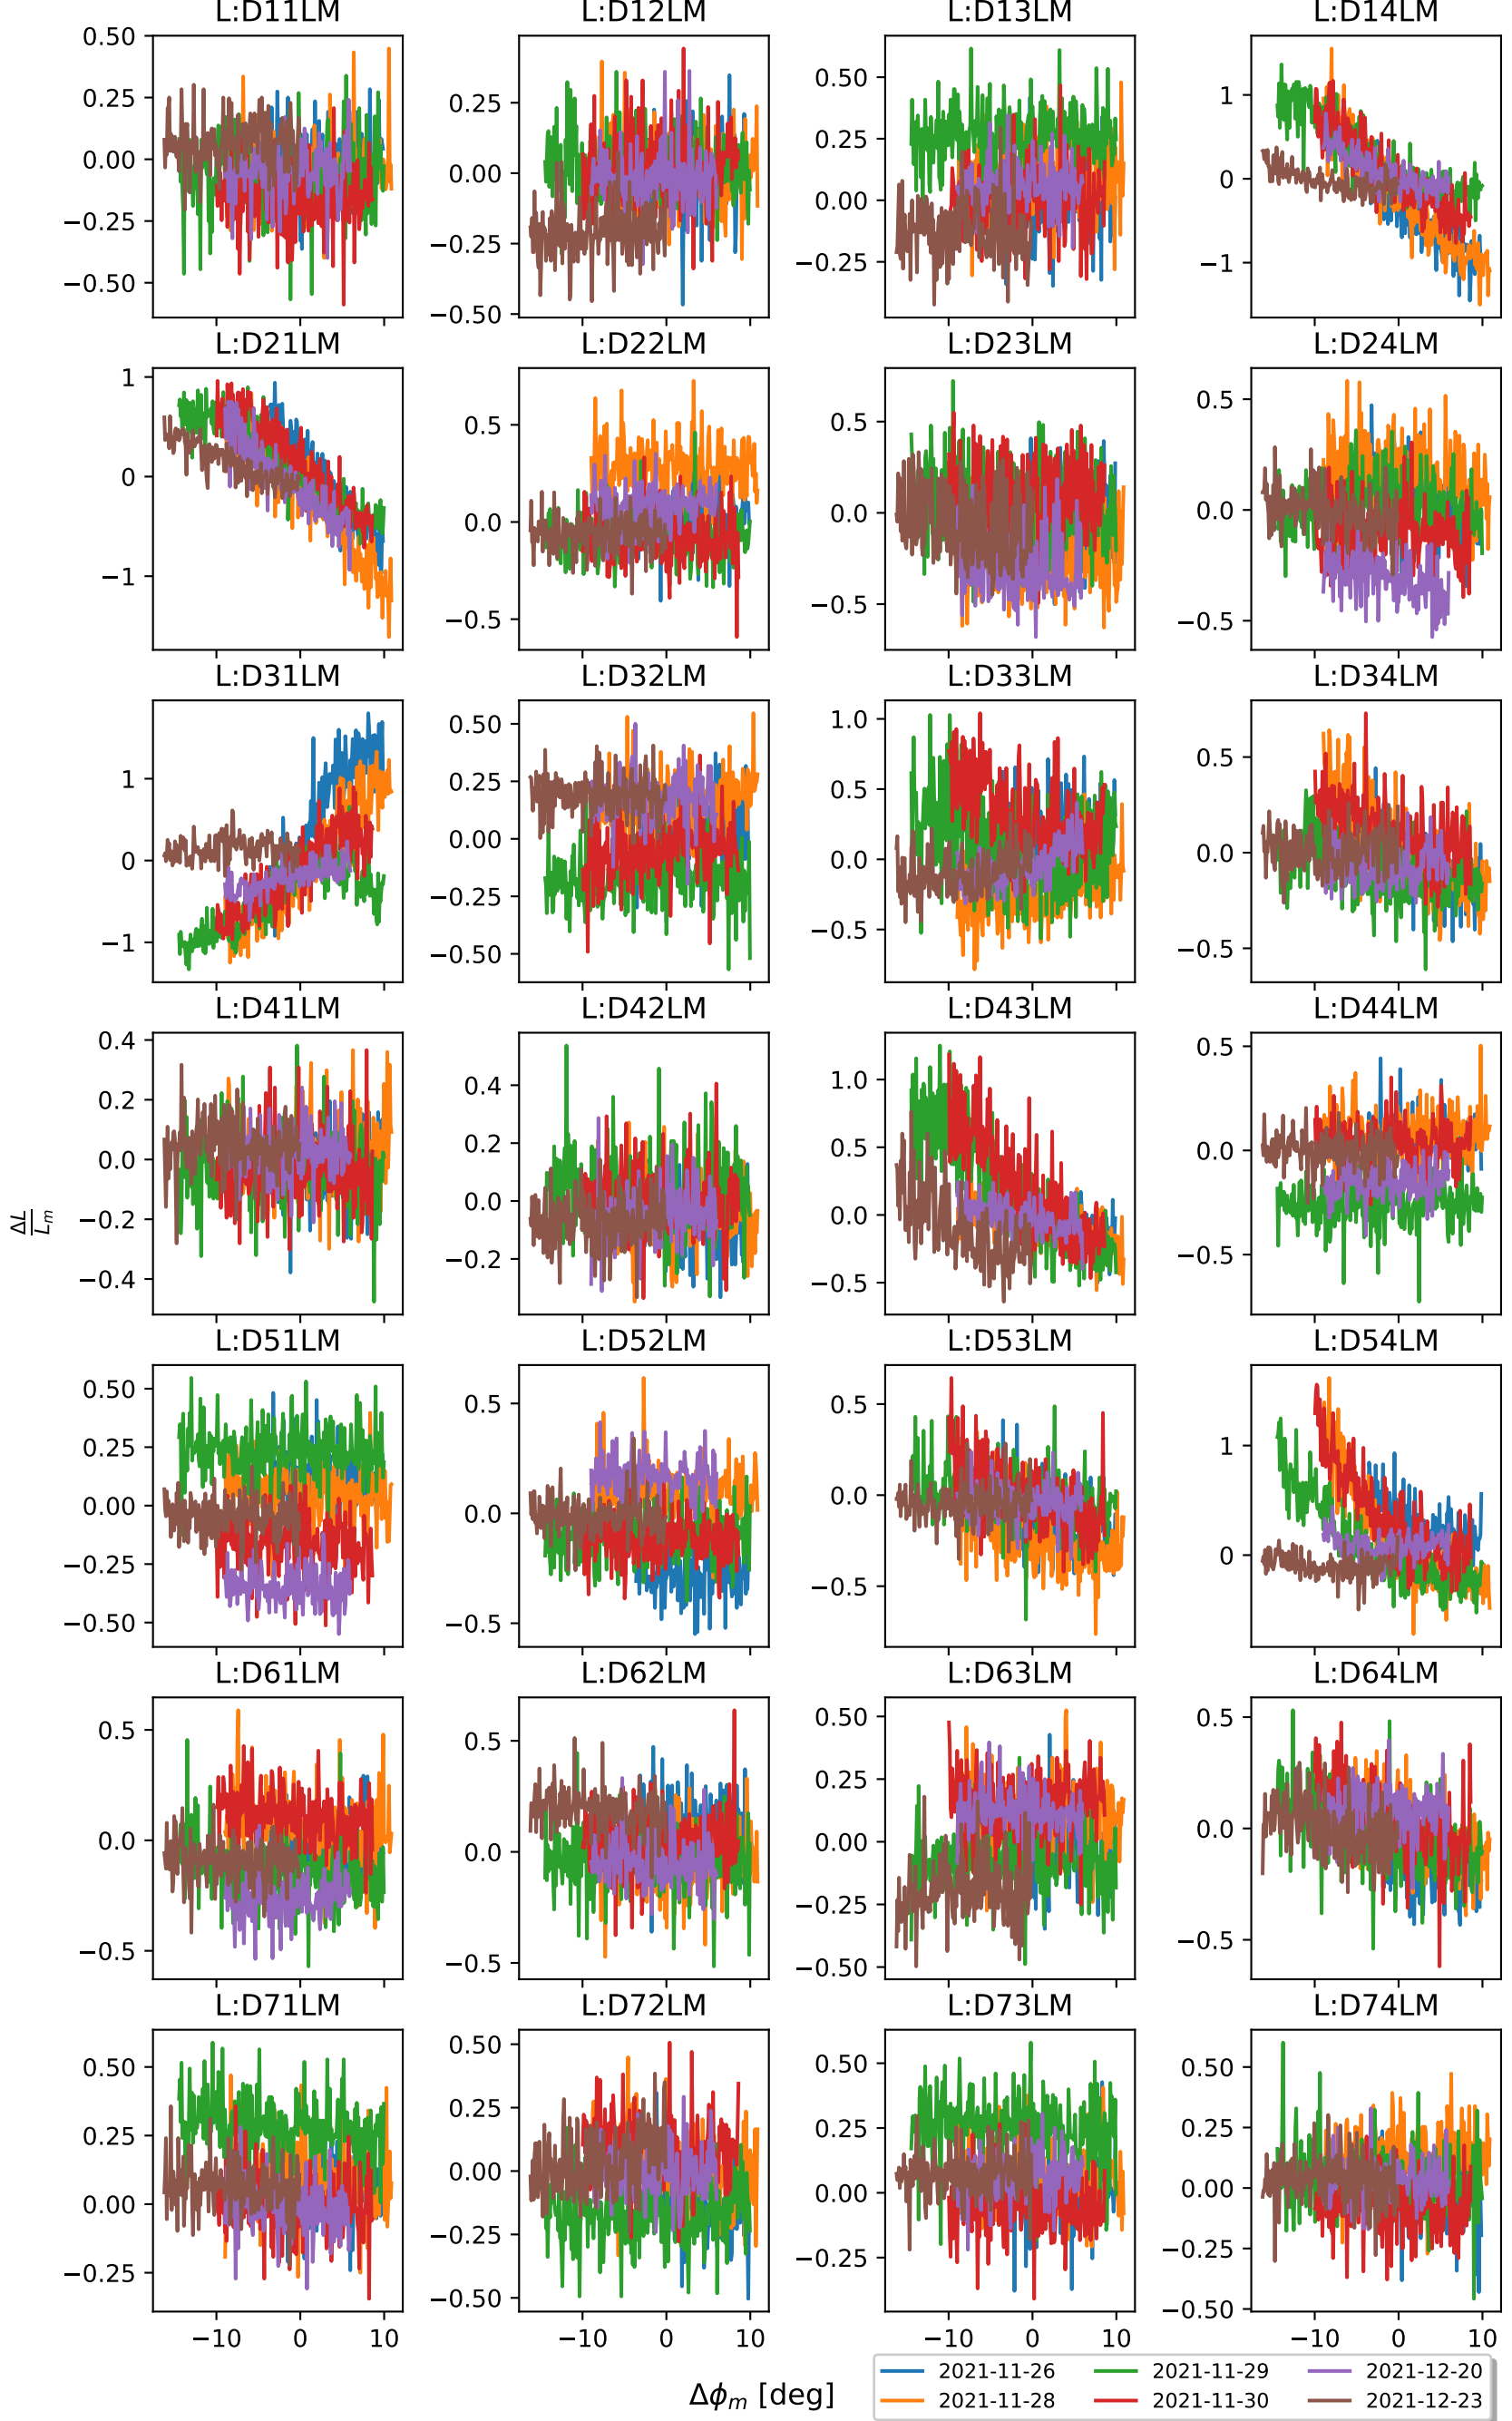 L:D11LM L:D12LM L:D13LM L:D14LM
0.50 0.25 0.00 −0.25 −0.50
0.25 0.00 −0.25 −0.50
0.50 0.25 0.00 −0.25
1 0 −1
L:D21LM L:D22LM L:D23LM L:D24LM
1 0 −1
0.5 0.0 −0.5
0.5 0.0 −0.5
0.5 0.0 −0.5
L:D31LM L:D32LM L:D33LM L:D34LM
1 0 −1
0.50 0.25 0.00 −0.25 −0.50
1.0 0.5 0.0 −0.5
0.5 0.0 −0.5
L:D41LM L:D42LM L:D43LM L:D44LM
0.4 0.2 0.0 −0.2 −0.4
0.4 0.2 0.0 −0.2
1.0 0.5 0.0 −0.5
0.5 0.0 −0.5
ΔL
L_m
L:D51LM L:D52LM L:D53LM L:D54LM
0.50 0.25 0.00 −0.25 −0.50
0.5 0.0 −0.5
0.5 0.0 −0.5
1 0
L:D61LM L:D62LM L:D63LM L:D64LM
0.5 0.0 −0.5
0.5 0.0 −0.5
0.50 0.25 0.00 −0.25 −0.50
0.5 0.0 −0.5
L:D71LM L:D72LM L:D73LM L:D74LM
0.50 0.25 0.00 −0.25
0.50 0.25 0.00 −0.25 −0.50
0.50 0.25 0.00 −0.25
0.50 0.25 0.00 −0.25 −0.50
−10 0 10 −10 0 10 −10 0 10 −10 0 10
Δϕ_m [deg]
2021-11-26 2021-11-29 2021-12-20
2021-11-28 2021-11-30 2021-12-23